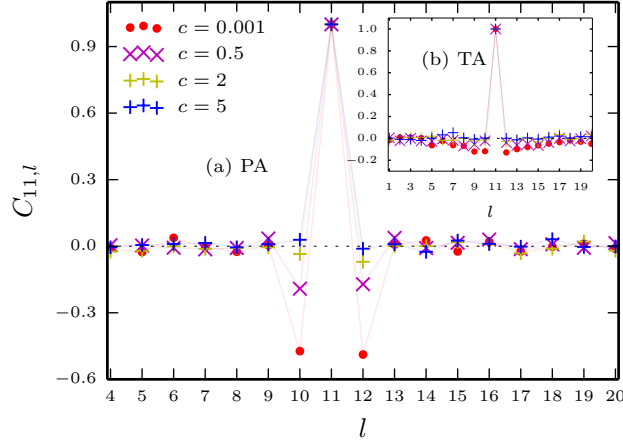 C₁₁,ₗ
0.9
0.6
0.3
0.0
−0.3
−0.6
c = 0.001
c = 0.5
c = 2
c = 5
(a) PA
4 5 6 7 8 9 10 11 12 13 14 15 16 17 18 19 20
l
(b) TA
1.0
0.8
0.6
0.4
0.2
0.0
−0.2
1 3 5 7 9 11 13 15 17 19
l